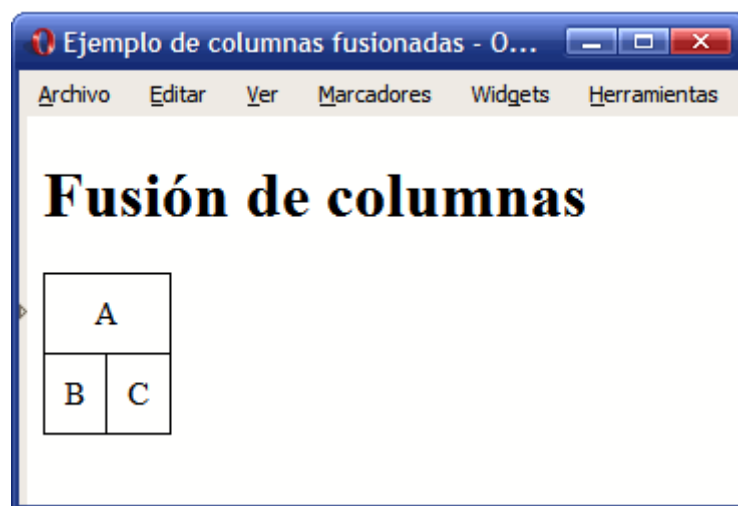 Ejemplo de columnas fusionadas - O...
Archivo Editar Ver Marcadores Widgets Herramientas
Fusión de columnas
A
B C